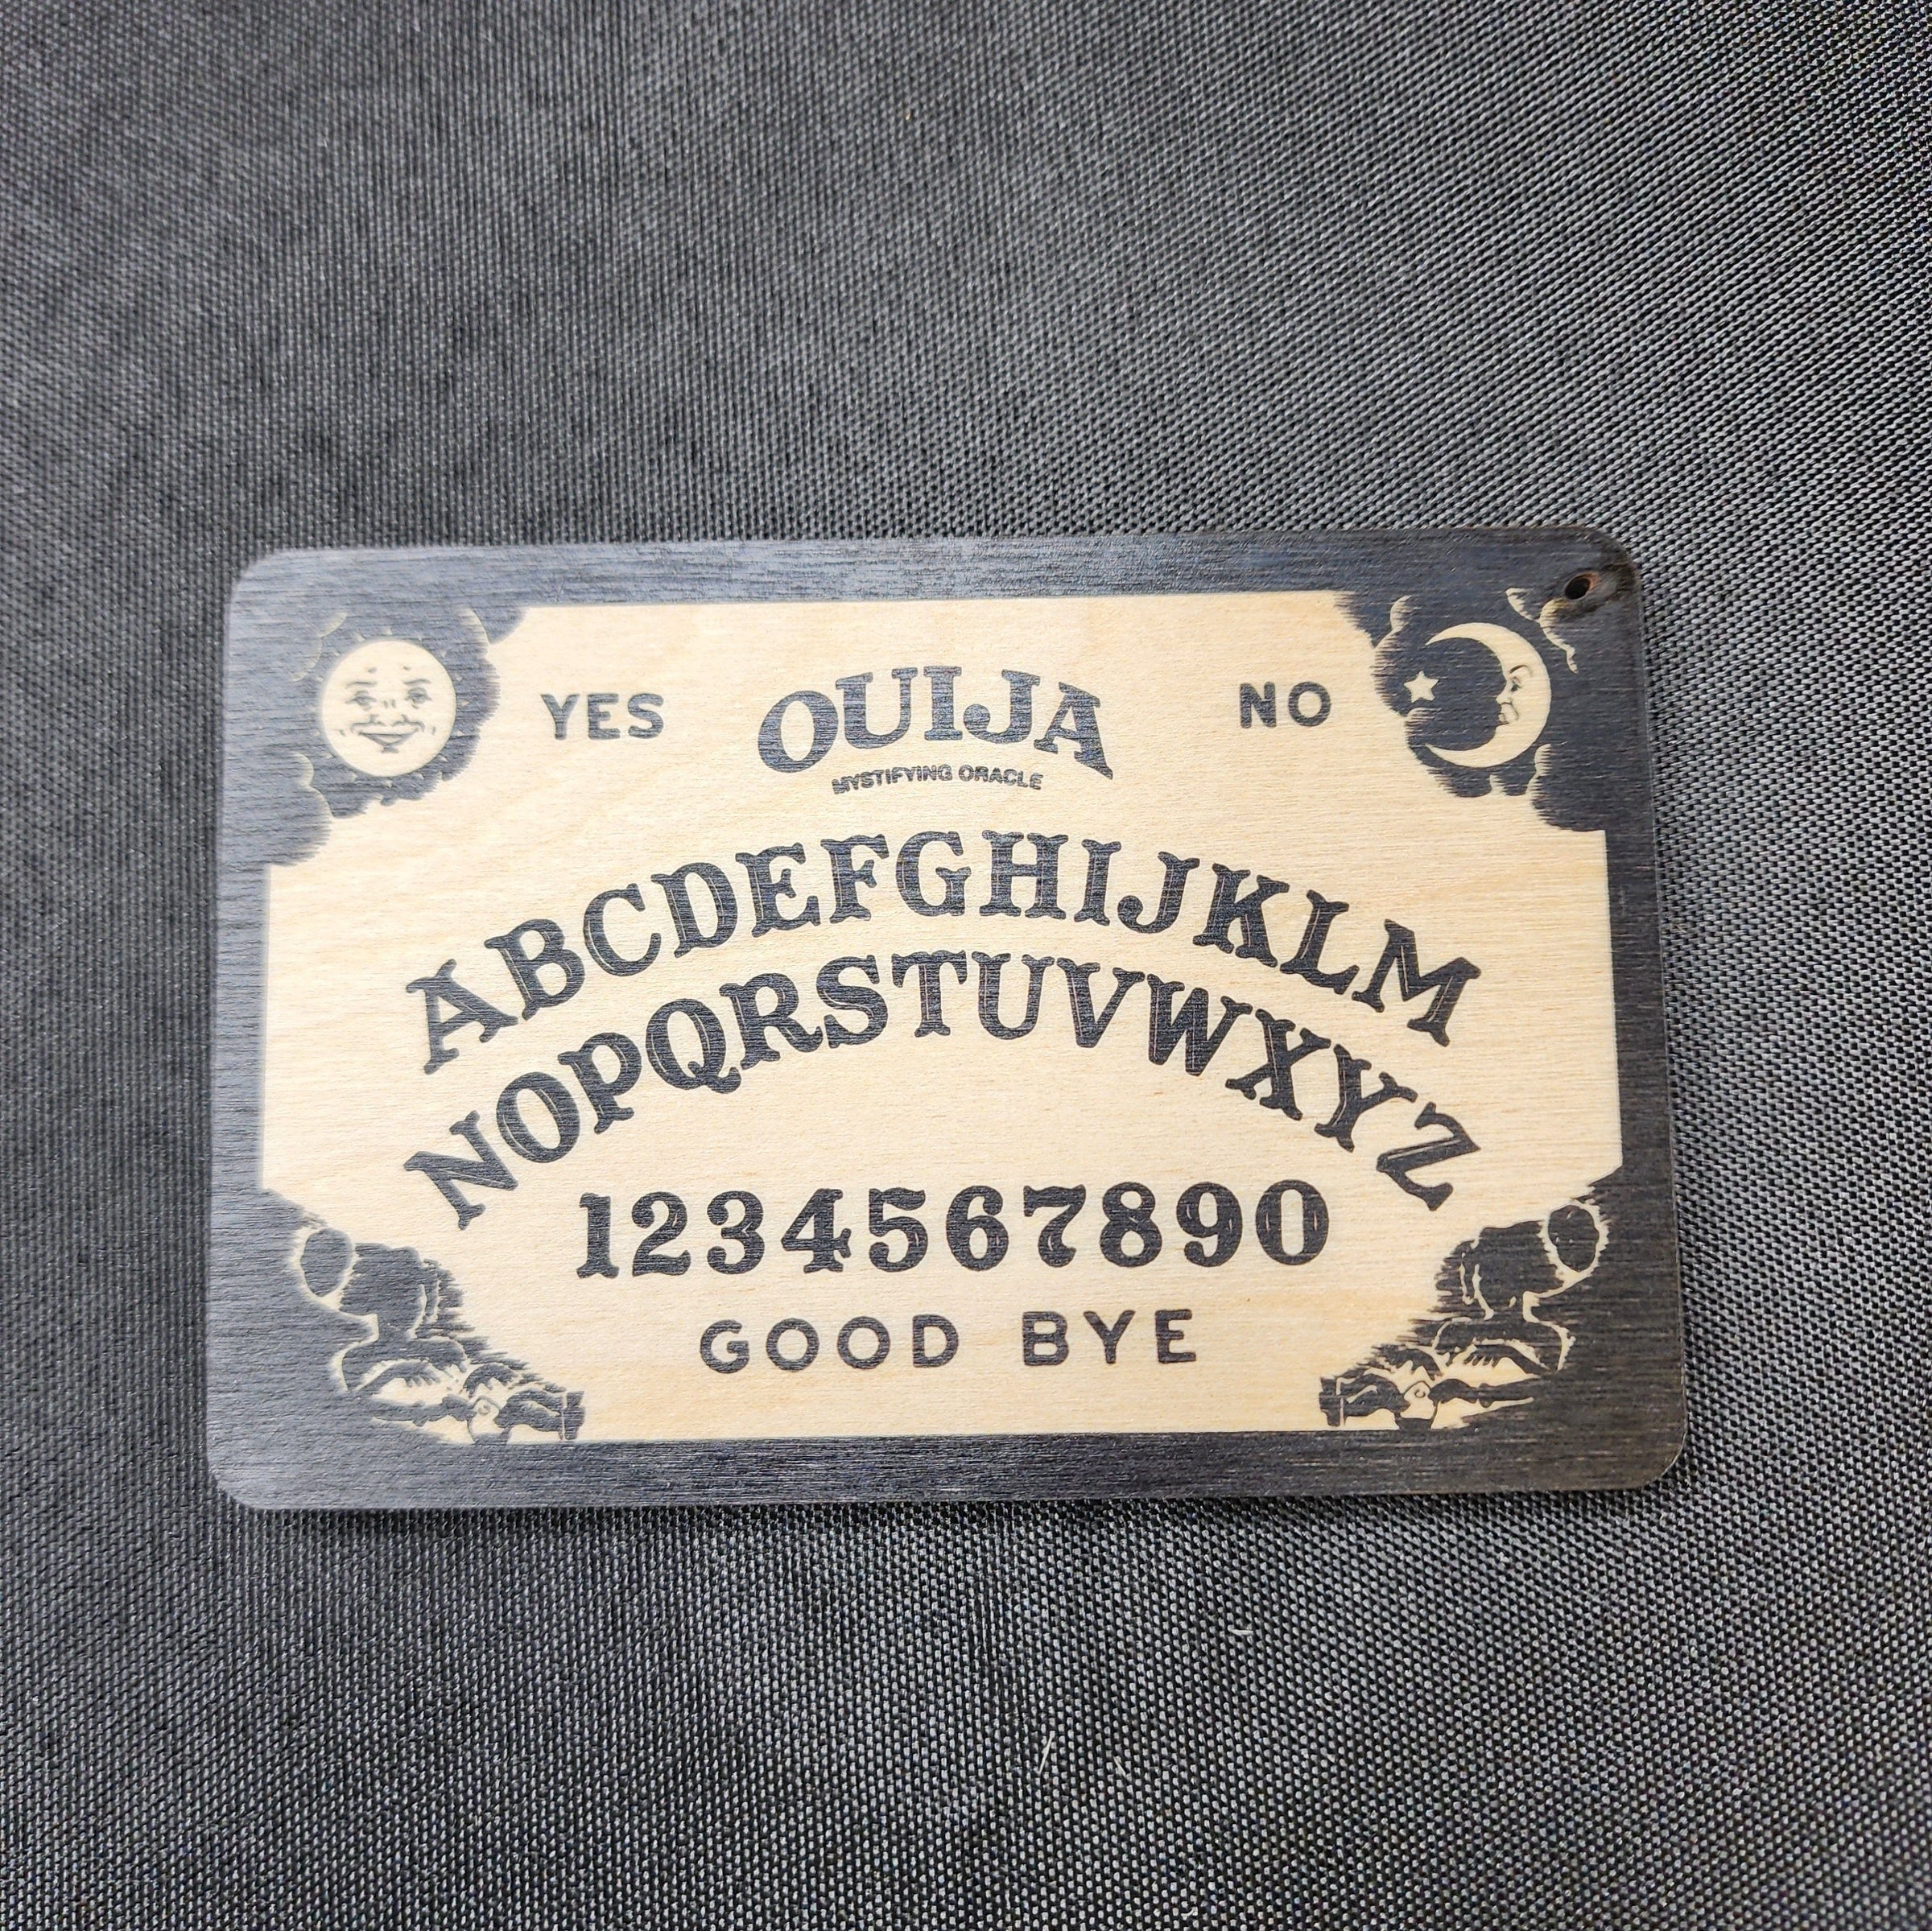 YES OUIJA NO
MYSTIFYING ORACLE
ABCDEFGHIJKLM
NOPQRSTUVWXYZ
1234567890
GOOD BYE